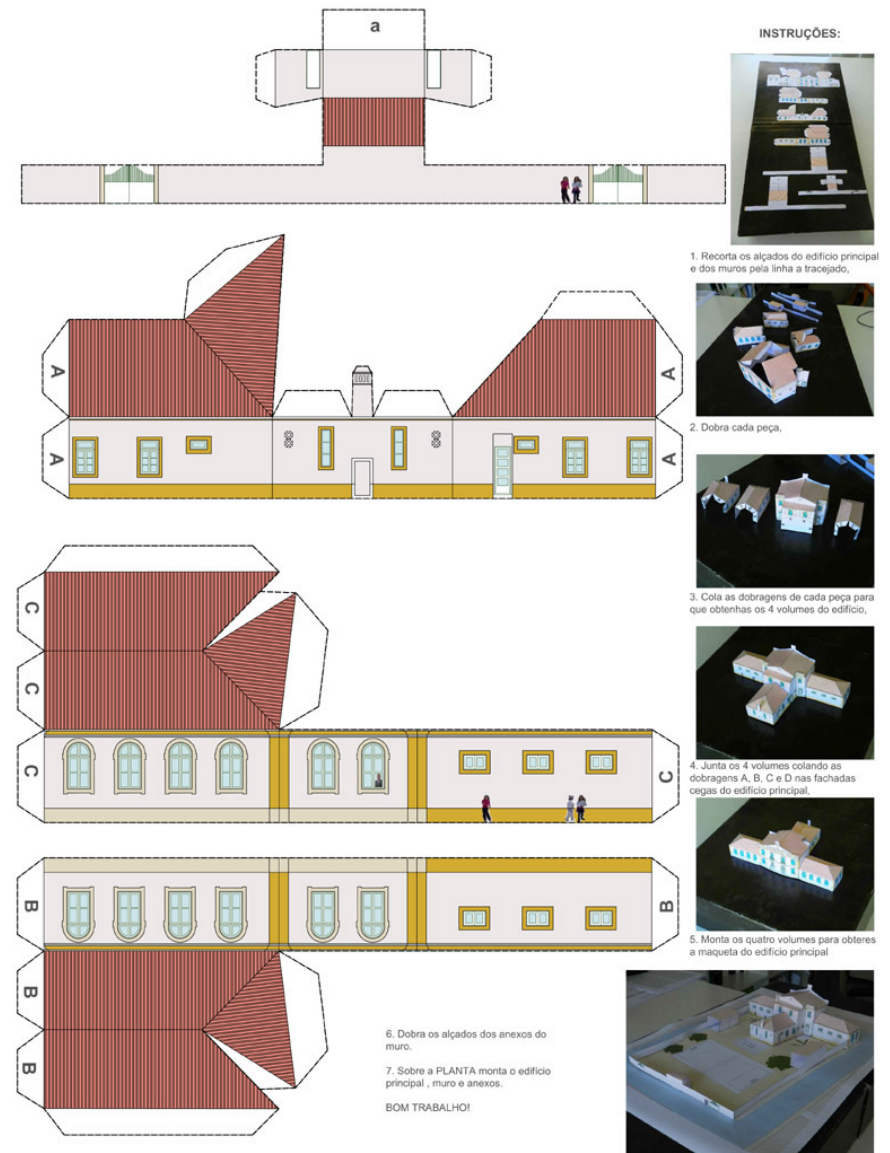 a
INSTRUÇÕES:
1. Recorta os alçados do edifício principal
e dos muros pela linha a tracejado,
A
A
A
A
2. Dobra cada peça,
3. Cola as dobragens de cada peça para
que obtenhas os 4 volumes do edifício,
C
C
C
C
4. Junta os 4 volumes colando as
dobragens A, B, C e D nas fachadas
cegas do edifício principal,
B
B
B
B
5. Monta os quatro volumes para obteres
a maqueta do edifício principal
6. Dobra os alçados dos anexos do
muro.
7. Sobre a PLANTA monta o edifício
principal , muro e anexos.
BOM TRABALHO!